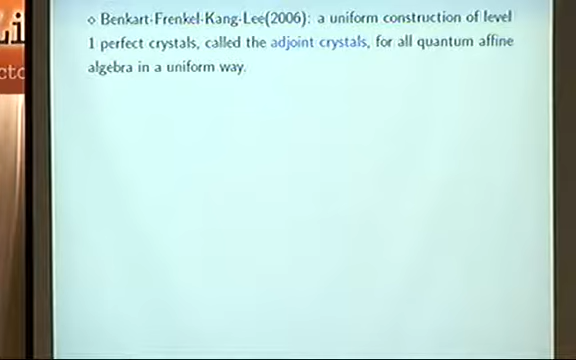 ⋄ Benkart-Frenkel-Kang-Lee(2006): a uniform construction of level
1 perfect crystals, called the adjoint crystals, for all quantum affine
algebra in a uniform way.